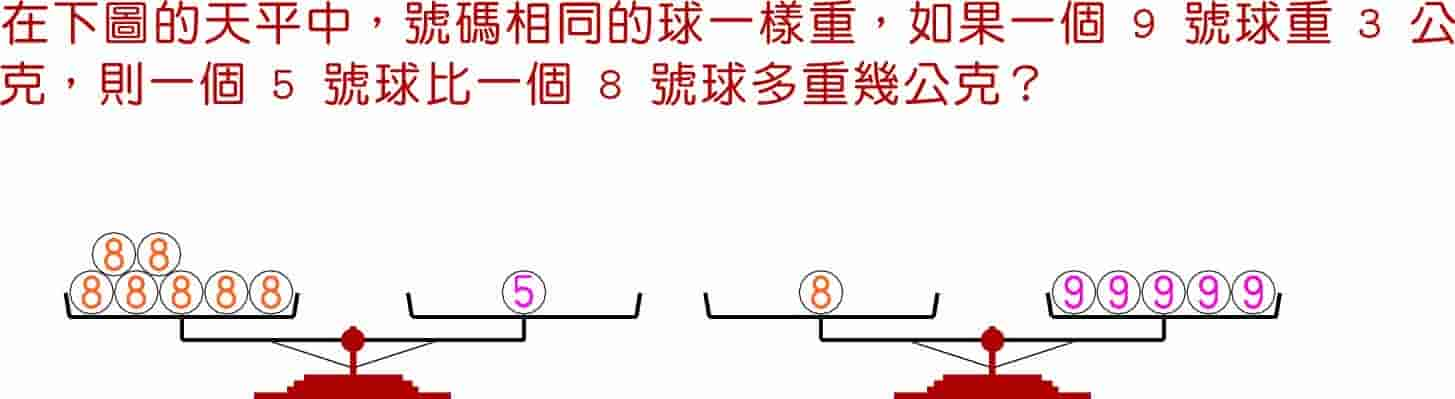 在下圖的天平中，號碼相同的球一樣重，如果一個 9 號球重 3 公
克，則一個 5 號球比一個 8 號球多重幾公克？
8 8
8 8 8 8 8 5 8 9 9 9 9 9